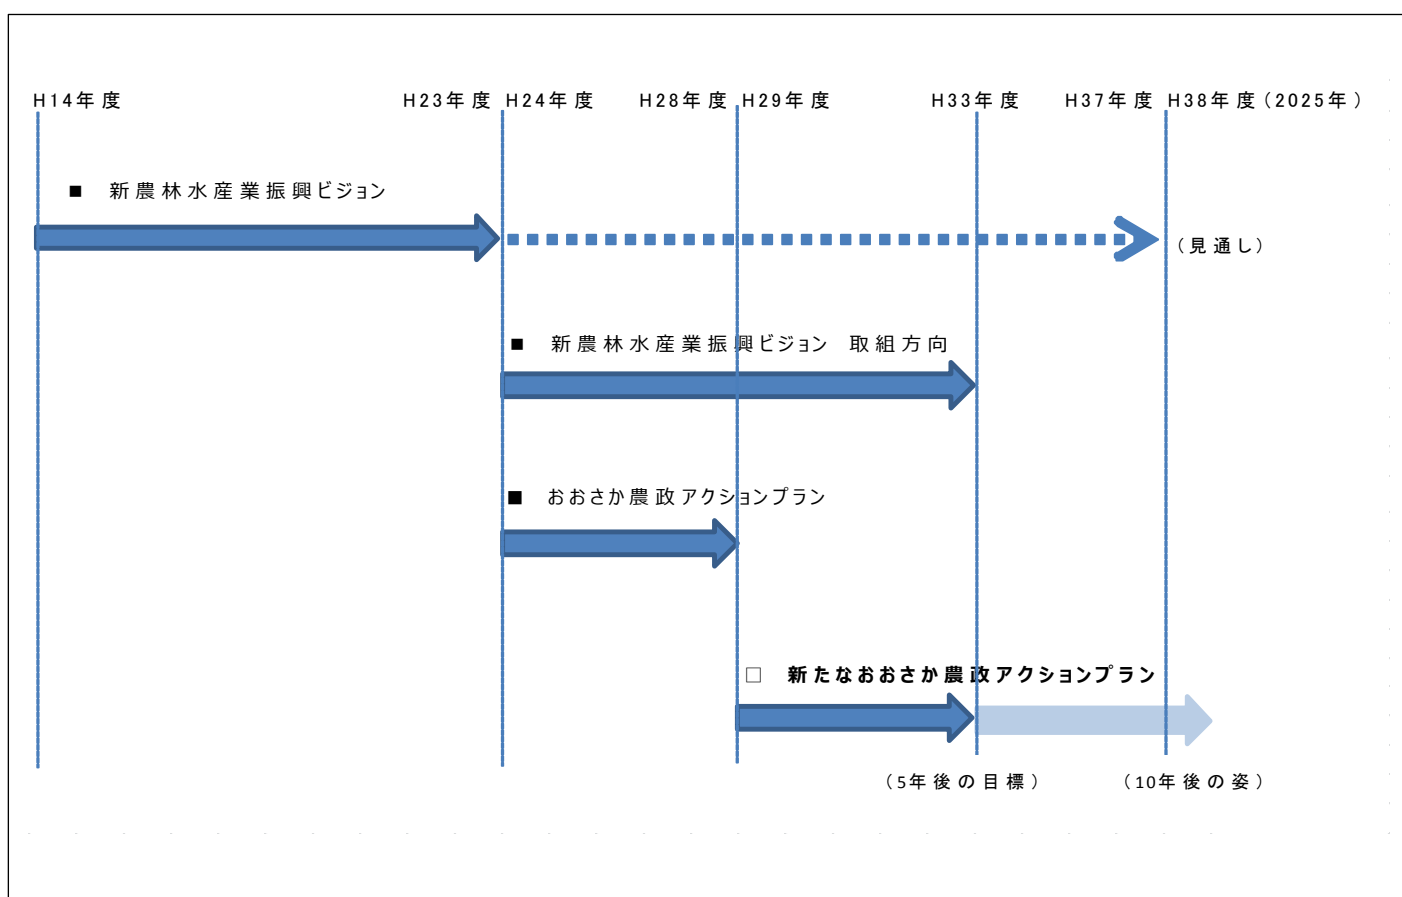 H14年度 H23年度 H24年度 H28年度 H29年度 H33年度 H37年度 H38年度（2025年）
■ 新農林水産業振興ビジョン
（見通し）
■ 新農林水産業振興ビジョン 取組方向
■ おおさか農政アクションプラン
□ 新たなおおさか農政アクションプラン
（5年後の目標） （10年後の姿）